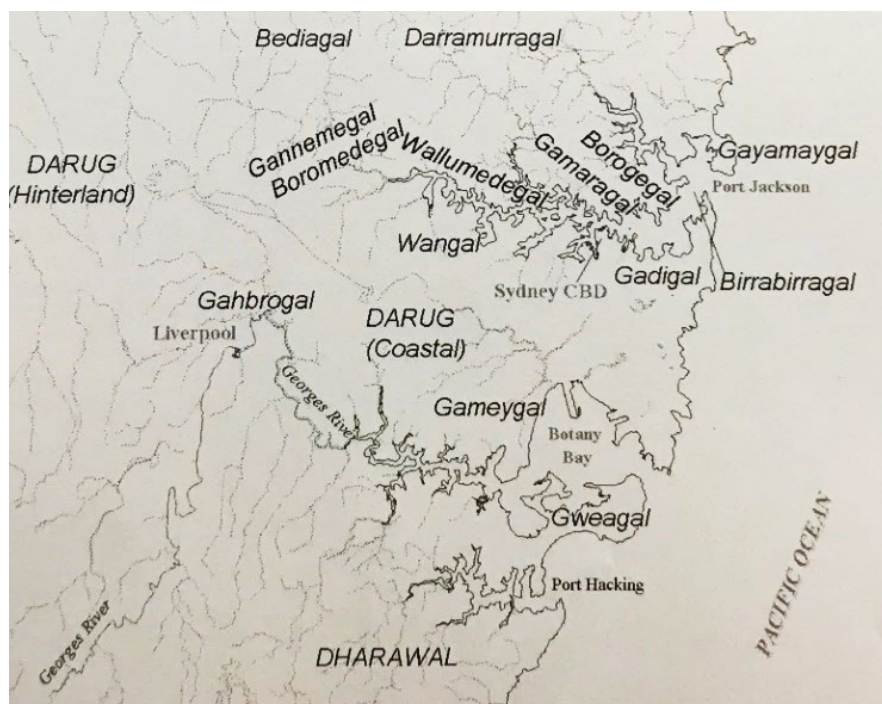 Bediagal
Darramurragal
Gannemegal
Boromedegal
Wallumedegal
Gamaragal
Borogegal
Gayamaygal
DARUG
(Hinterland)
Port Jackson
Wangal
Gadigal
Birrabirragal
Sydney CBD
Gahbrogal
Liverpool
DARUG
(Coastal)
Georges River
Gameygal
Botany
Bay
Gweagal
PACIFIC OCEAN
Port Hacking
Georges River
DHARAWAL